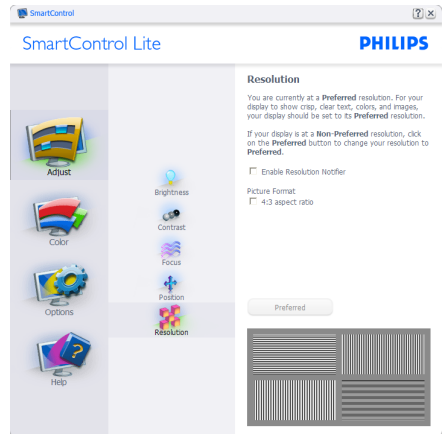 SmartControl
SmartControl Lite
PHILIPS
Adjust
Color
Options
Help
Brightness
Contrast
Focus
Position
Resolution
Resolution
You are currently at a Preferred resolution. For your
display to show crisp, clear text, colors, and images,
your display should be set to its Preferred resolution.
If your display is at a Non-Preferred resolution, click
on the Preferred button to change your resolution to
Preferred.
Enable Resolution Notifier
Picture Format
4:3 aspect ratio
Preferred